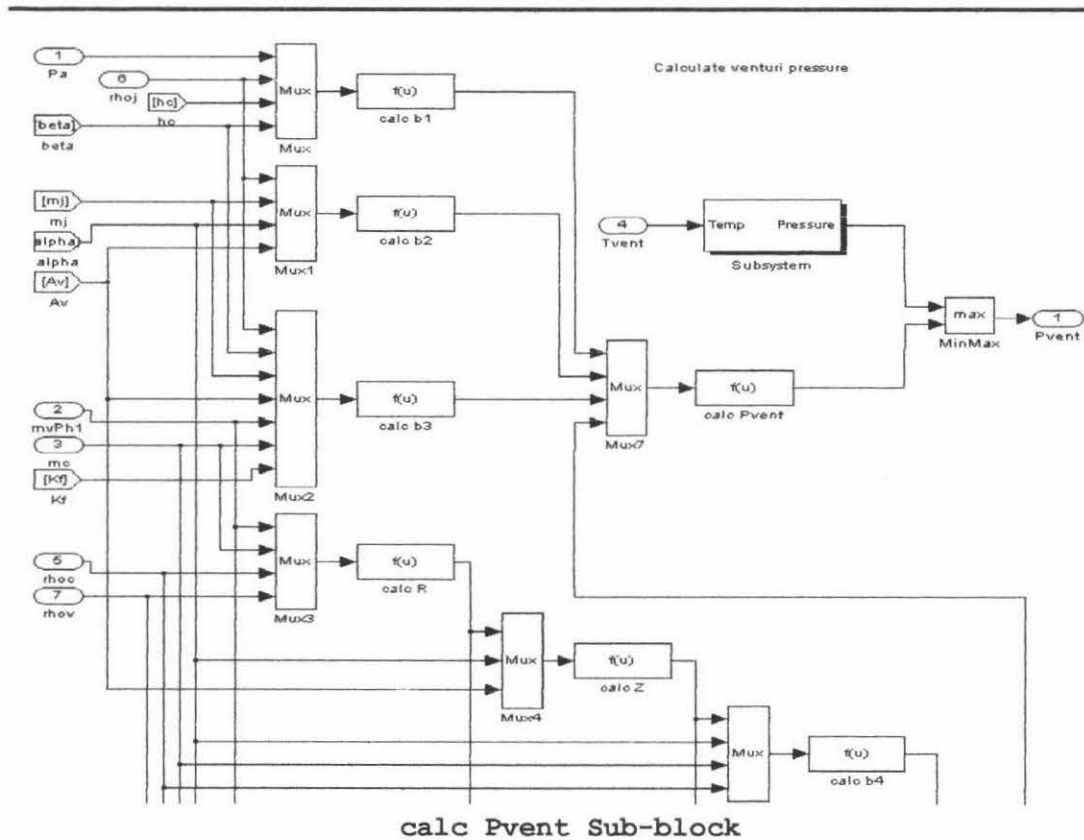 1
Pa
6
rhoj
[hc]
hc
[beta]
beta
Mux
Mux
f(u)
calc b1
Calculate venturi pressure
[mj]
mj
alpha
alpha
[Av]
Av
Mux
Mux1
f(u)
calc b2
4
Tvent
Temp Pressure
Subsystem
max
MinMax
1
Pvent
2
mvPh1
3
mc
[Kf]
Kf
Mux
Mux2
f(u)
calc b3
Mux
Mux7
f(u)
calc Pvent
5
rhoc
7
rhov
Mux
Mux3
f(u)
calc R
Mux
Mux4
f(u)
calc Z
Mux
f(u)
calc b4
calc Pvent Sub-block